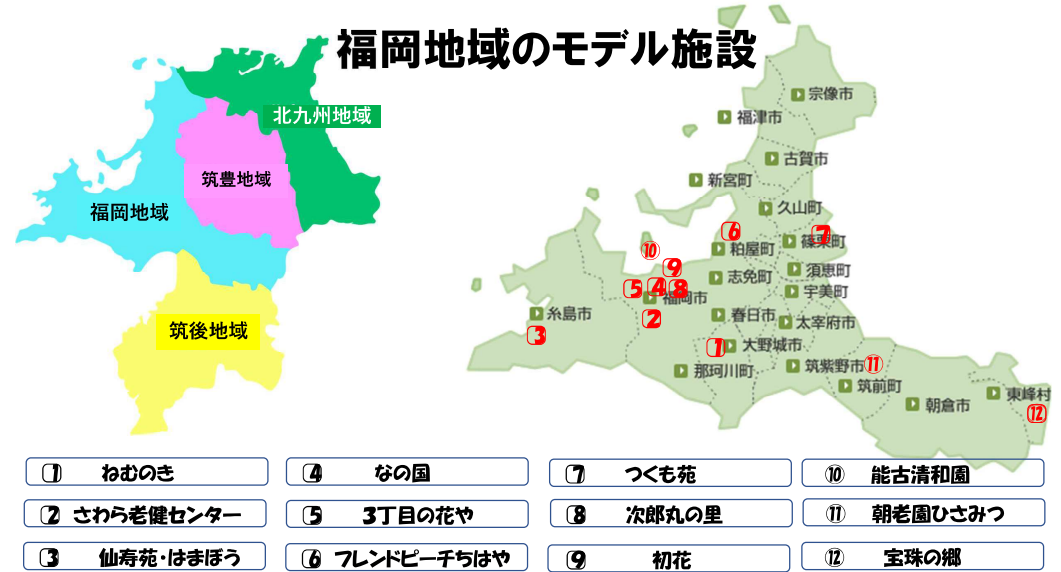 福岡地域のモデル施設
北九州地域
筑豊地域
福岡地域
筑後地域
宗像市
福津市
古賀市
新宮町
久山町
6
7
篠栗町
粕屋町
⑩
9
須恵町
志免町
5 4 8
宇美町
福岡市
糸島市
2
春日市
太宰府市
3
1
大野城市
那珂川町
筑紫野市
⑪
筑前町
朝倉市
東峰村
⑫
1 ねむのき
4 なの国
7 つくも苑
⑩ 能古清和園
2 さわら老健センター
5 3丁目の花や
8 次郎丸の里
⑪ 朝老園ひさみつ
3 仙寿苑・はまぼう
6 フレンドピーチちはや
9 初花
⑫ 宝珠の郷